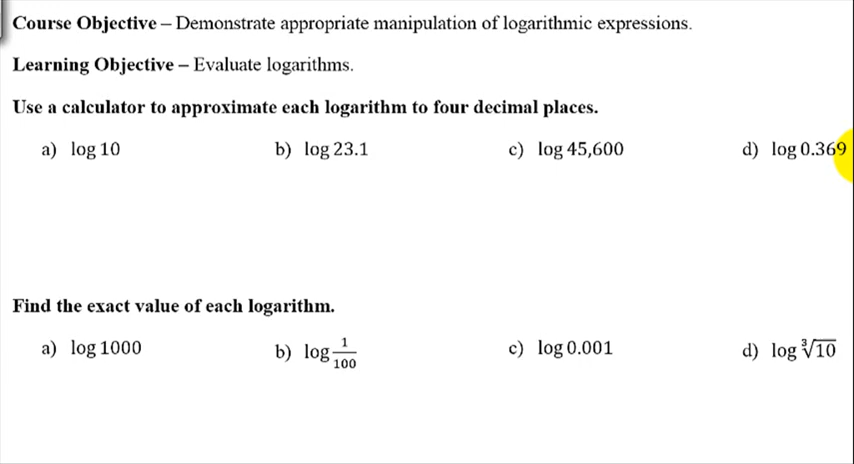 Course Objective – Demonstrate appropriate manipulation of logarithmic expressions.
Learning Objective – Evaluate logarithms.
Use a calculator to approximate each logarithm to four decimal places.
a) log 10 b) log 23.1 c) log 45,600 d) log 0.369
Find the exact value of each logarithm.
a) log 1000 b) log 1/100 c) log 0.001 d) log ∛10